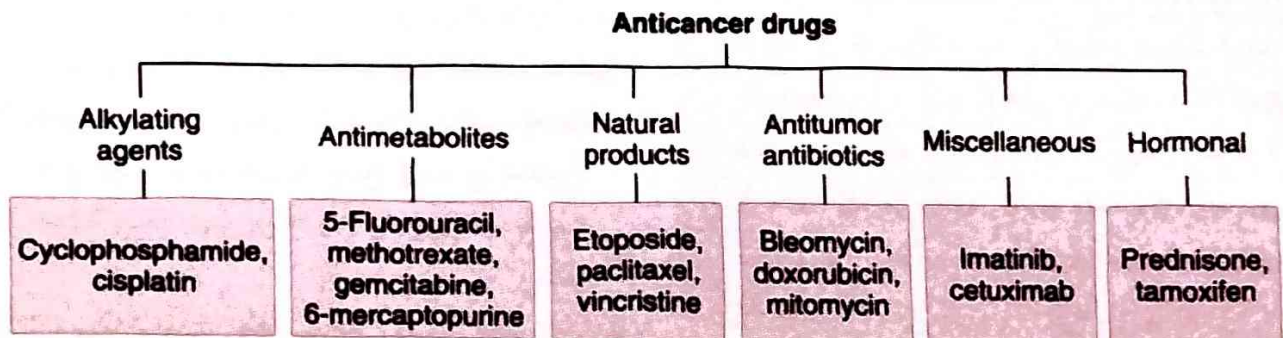 Anticancer drugs
Alkylating
agents
Antimetabolites
Natural
products
Antitumor
antibiotics
Miscellaneous
Hormonal
Cyclophosphamide,
cisplatin
5-Fluorouracil,
methotrexate,
gemcitabine,
6-mercaptopurine
Etoposide,
paclitaxel,
vincristine
Bleomycin,
doxorubicin,
mitomycin
Imatinib,
cetuximab
Prednisone,
tamoxifen